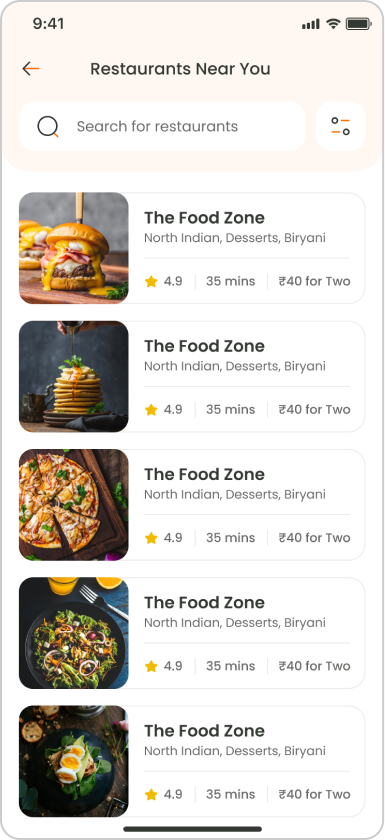 9:41
Restaurants Near You
Search for restaurants
The Food Zone
North Indian, Desserts, Biryani
4.9 35 mins ₹40 for Two
The Food Zone
North Indian, Desserts, Biryani
4.9 35 mins ₹40 for Two
The Food Zone
North Indian, Desserts, Biryani
4.9 35 mins ₹40 for Two
The Food Zone
North Indian, Desserts, Biryani
4.9 35 mins ₹40 for Two
The Food Zone
North Indian, Desserts, Biryani
4.9 35 mins ₹40 for Two